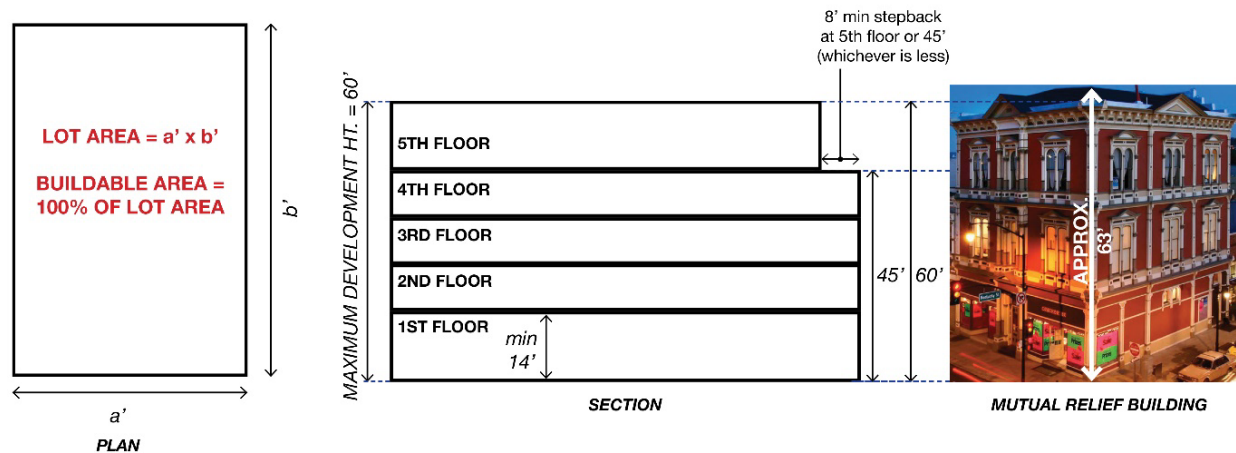 LOT AREA = a’ x b’
BUILDABLE AREA =
100% OF LOT AREA
b’
a’
PLAN
MAXIMUM DEVELOPMENT HT. = 60’
5TH FLOOR
4TH FLOOR
3RD FLOOR
2ND FLOOR
1ST FLOOR
min
14’
8’ min stepback
at 5th floor or 45’
(whichever is less)
45’
60’
SECTION
APPROX.
63’
MUTUAL RELIEF BUILDING